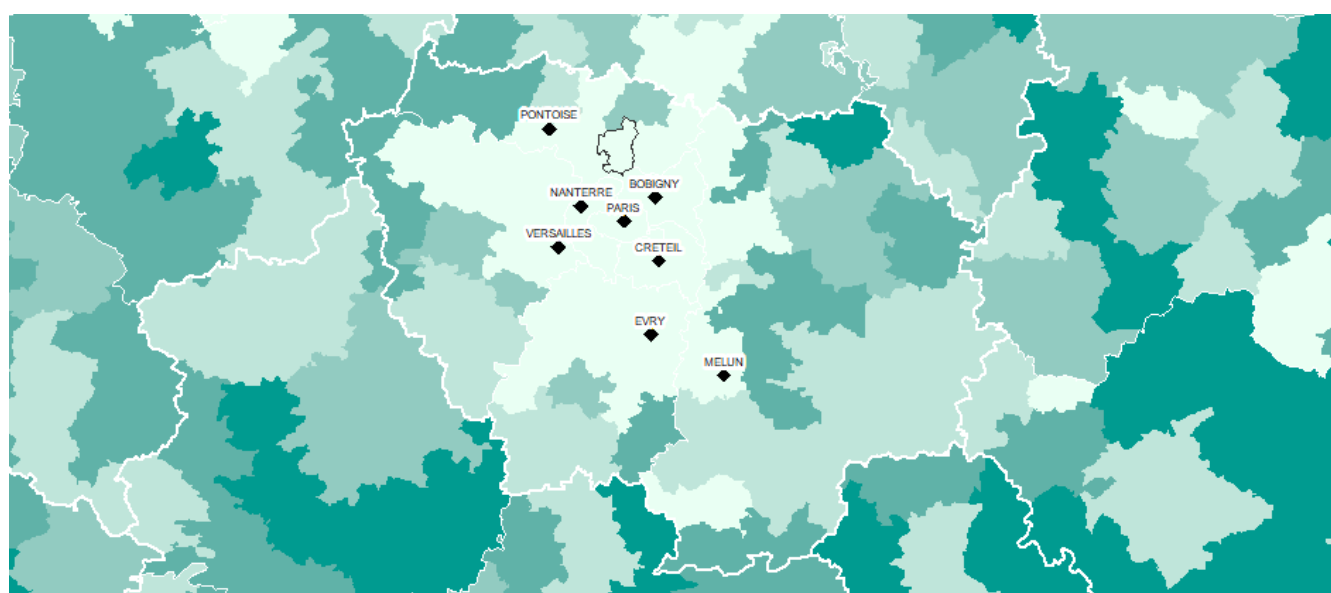 PONTOISE
NANTERRE
BOBIGNY
PARIS
VERSAILLES
CRETEIL
EVRY
MELUN